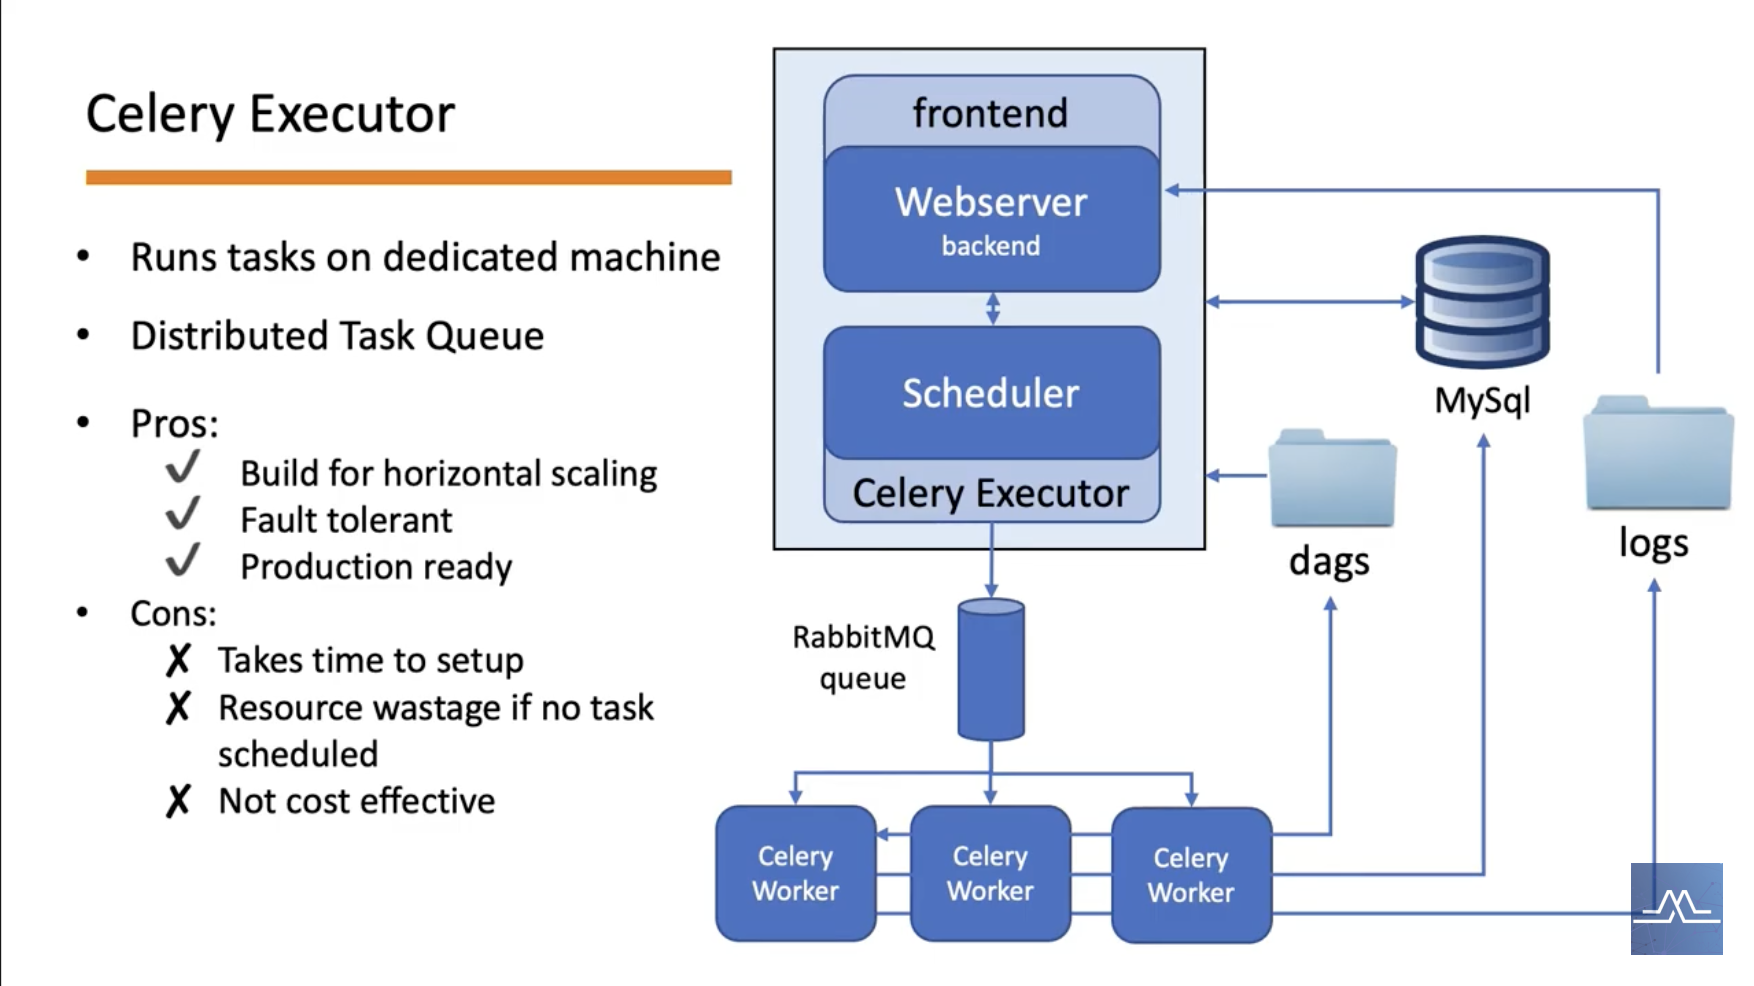 Celery Executor
• Runs tasks on dedicated machine
• Distributed Task Queue
• Pros:
✓ Build for horizontal scaling
✓ Fault tolerant
✓ Production ready
• Cons:
✗ Takes time to setup
✗ Resource wastage if no task
scheduled
✗ Not cost effective
frontend
Webserver
backend
Scheduler
Celery Executor
MySql
dags
logs
RabbitMQ
queue
Celery
Worker
Celery
Worker
Celery
Worker